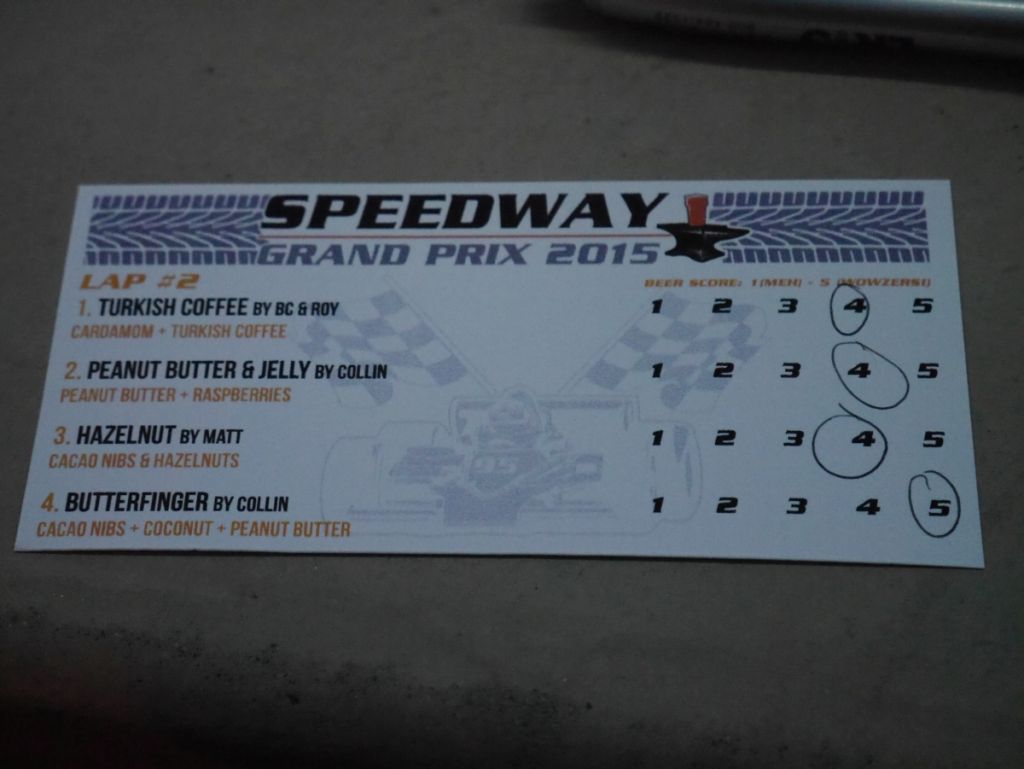 SPEEDWAY
GRAND PRIX 2015
LAP #2
BEER SCORE: 1 (MEH) - 5 (WOWZERS!)
1. TURKISH COFFEE BY BC & ROY 1 2 3 4 5
CARDAMOM + TURKISH COFFEE
2. PEANUT BUTTER & JELLY BY COLLIN 1 2 3 4 5
PEANUT BUTTER + RASPBERRIES
3. HAZELNUT BY MATT 1 2 3 4 5
CACAO NIBS & HAZELNUTS
4. BUTTERFINGER BY COLLIN 1 2 3 4 5
CACAO NIBS + COCONUT + PEANUT BUTTER